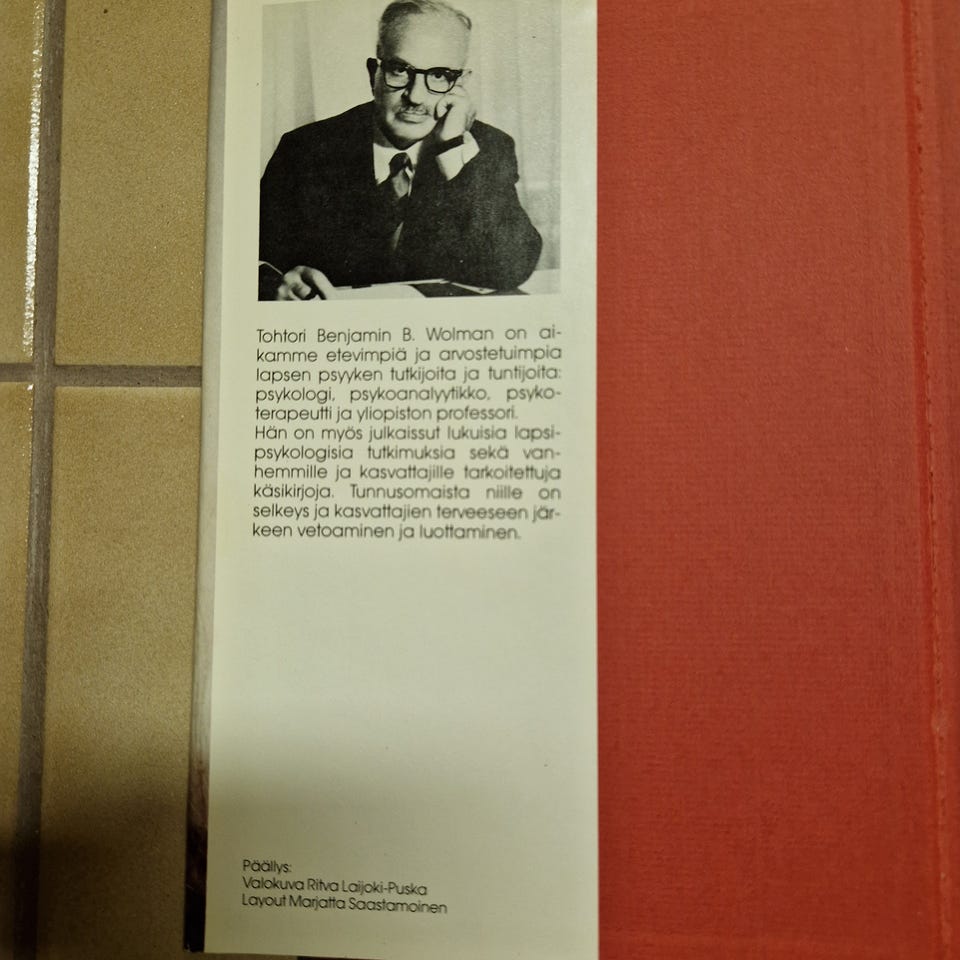 Tohtori Benjamin B. Wolman on ai-
kamme etevimpiä ja arvostetuimpia
lapsen psyyken tutkijoita ja tuntijoita:
psykologi, psykoanalyytikko, psyko-
terapeutti ja yliopiston professori.
Hän on myös julkaissut lukuisia lapsi-
psykologisia tutkimuksia sekä van-
hemmille ja kasvattajille tarkoitettuja
käsikirjoja. Tunnusomaista niille on
selkeys ja kasvattajien terveeseen jär-
keen vetoaminen ja luottaminen.
Päällys:
Valokuva Ritva Laijoki-Puska
Layout Marjatta Saastamoinen